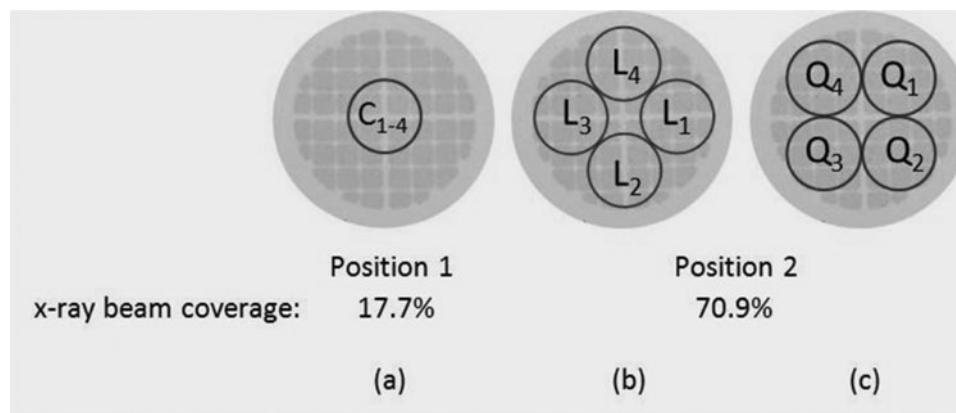 C1-4
L4
L3 L1
L2
Q4 Q1
Q3 Q2
Position 1 Position 2
x-ray beam coverage: 17.7% 70.9%
(a) (b) (c)